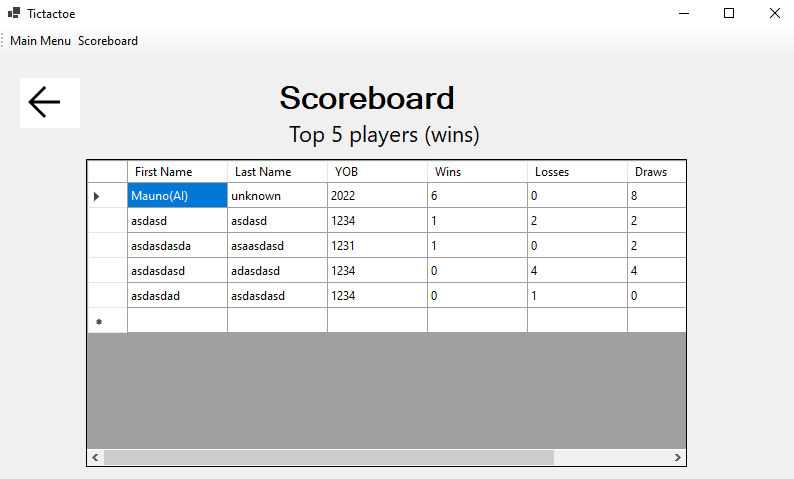 Tictactoe
Main Menu Scoreboard
Scoreboard
Top 5 players (wins)
First Name Last Name YOB Wins Losses Draws
Mauno(AI) unknown 2022 6 0 8
asdasd asdasd 1234 1 2 2
asdasdasda asaasdasd 1231 1 0 2
asdasdasd adasdasd 1234 0 4 4
asdasdad asdasdasd 1234 0 1 0